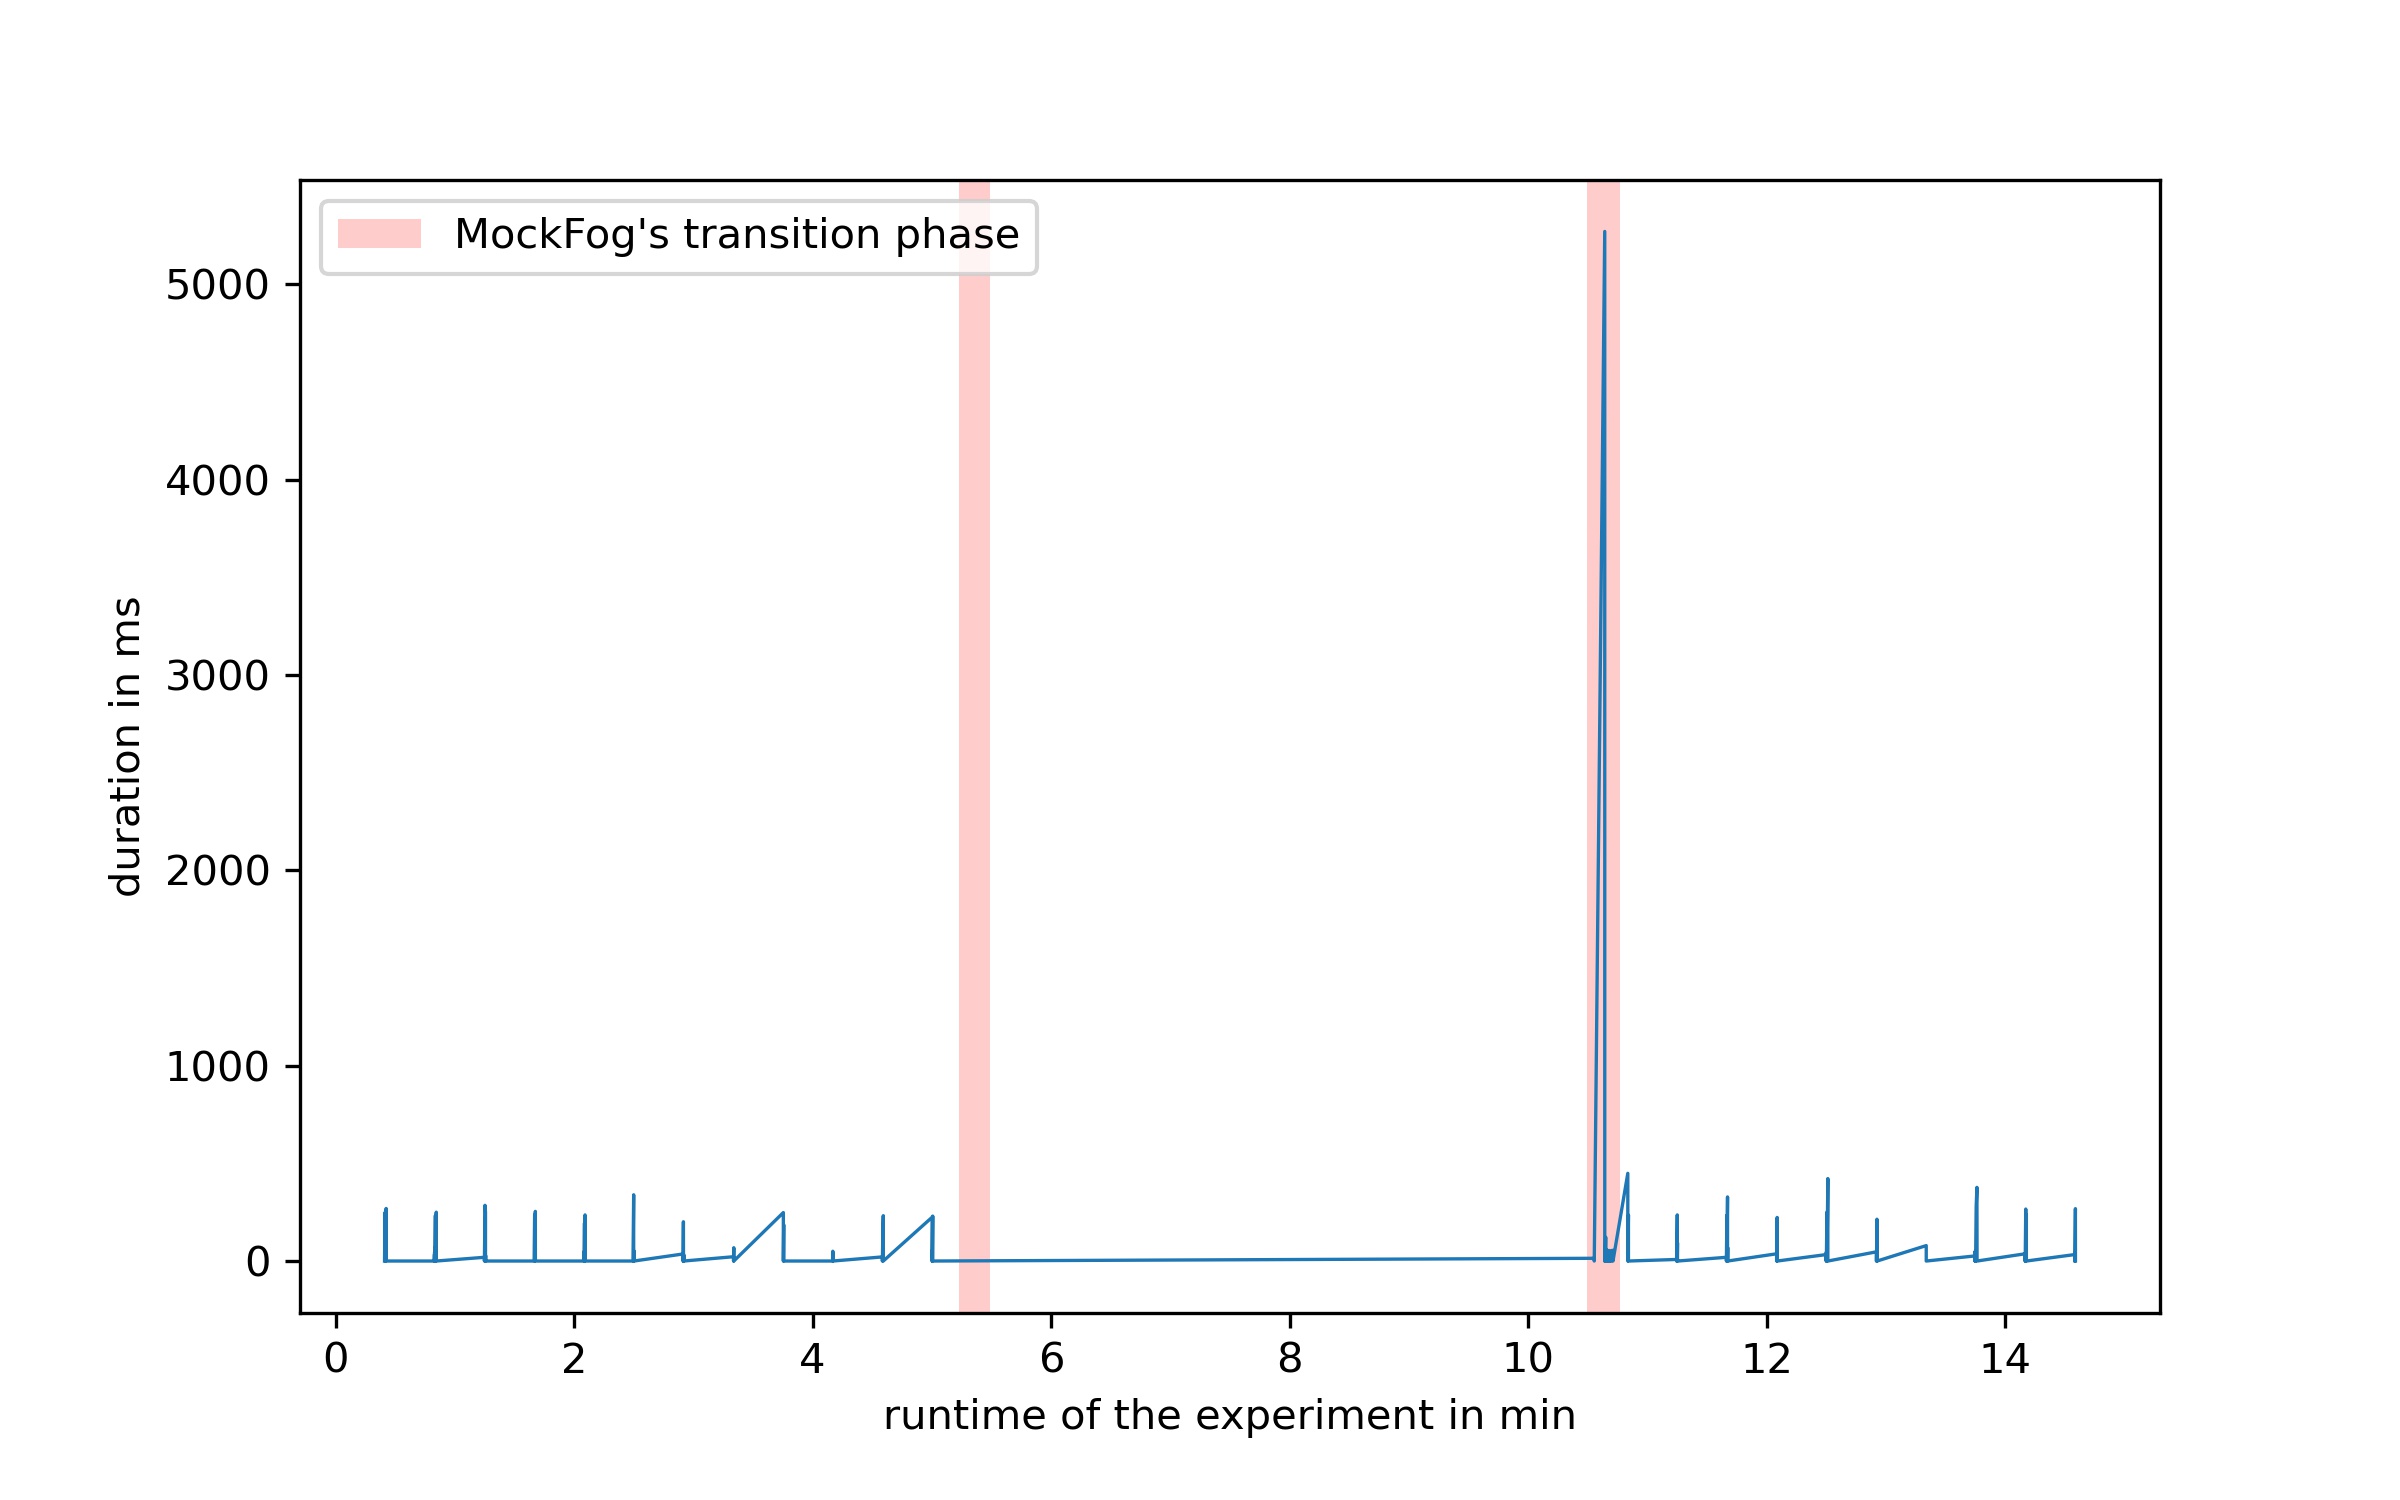 MockFog's transition phase
5000
4000
3000
2000
1000
0
duration in ms
0 2 4 6 8 10 12 14
runtime of the experiment in min